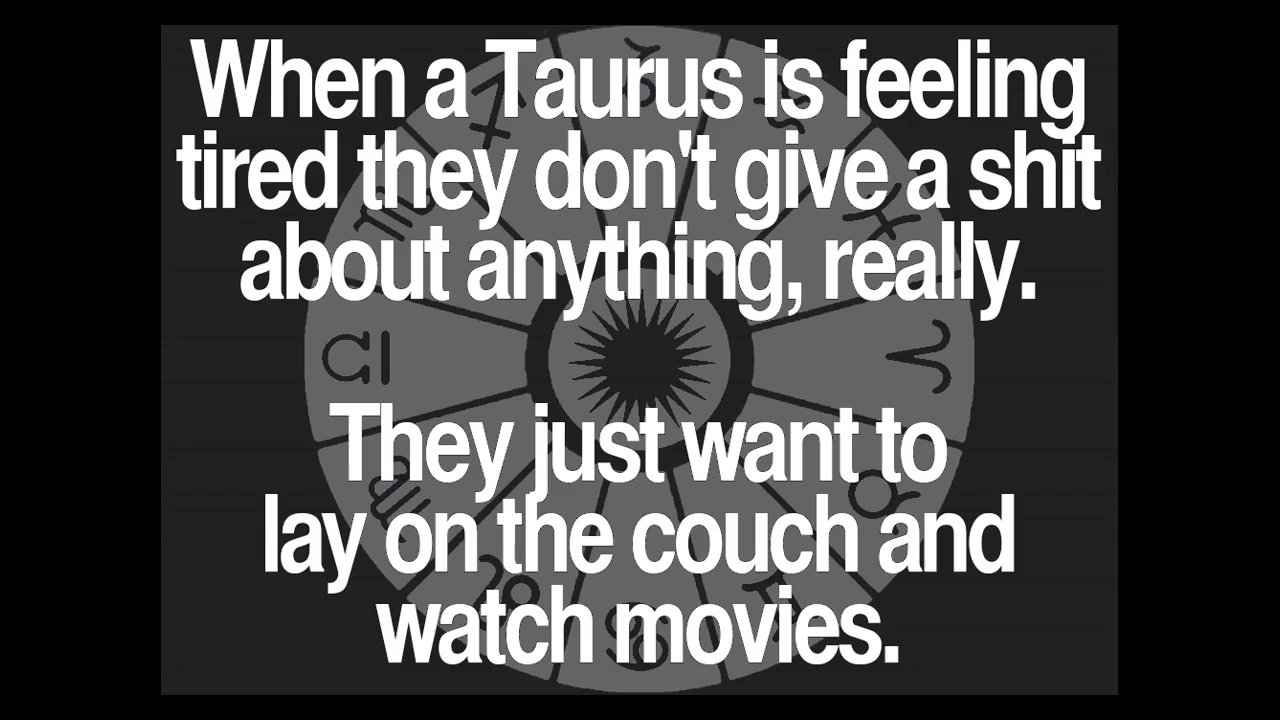 When a Taurus is feeling
tired they don't give a shit
about anything, really.
They just want to
lay on the couch and
watch movies.